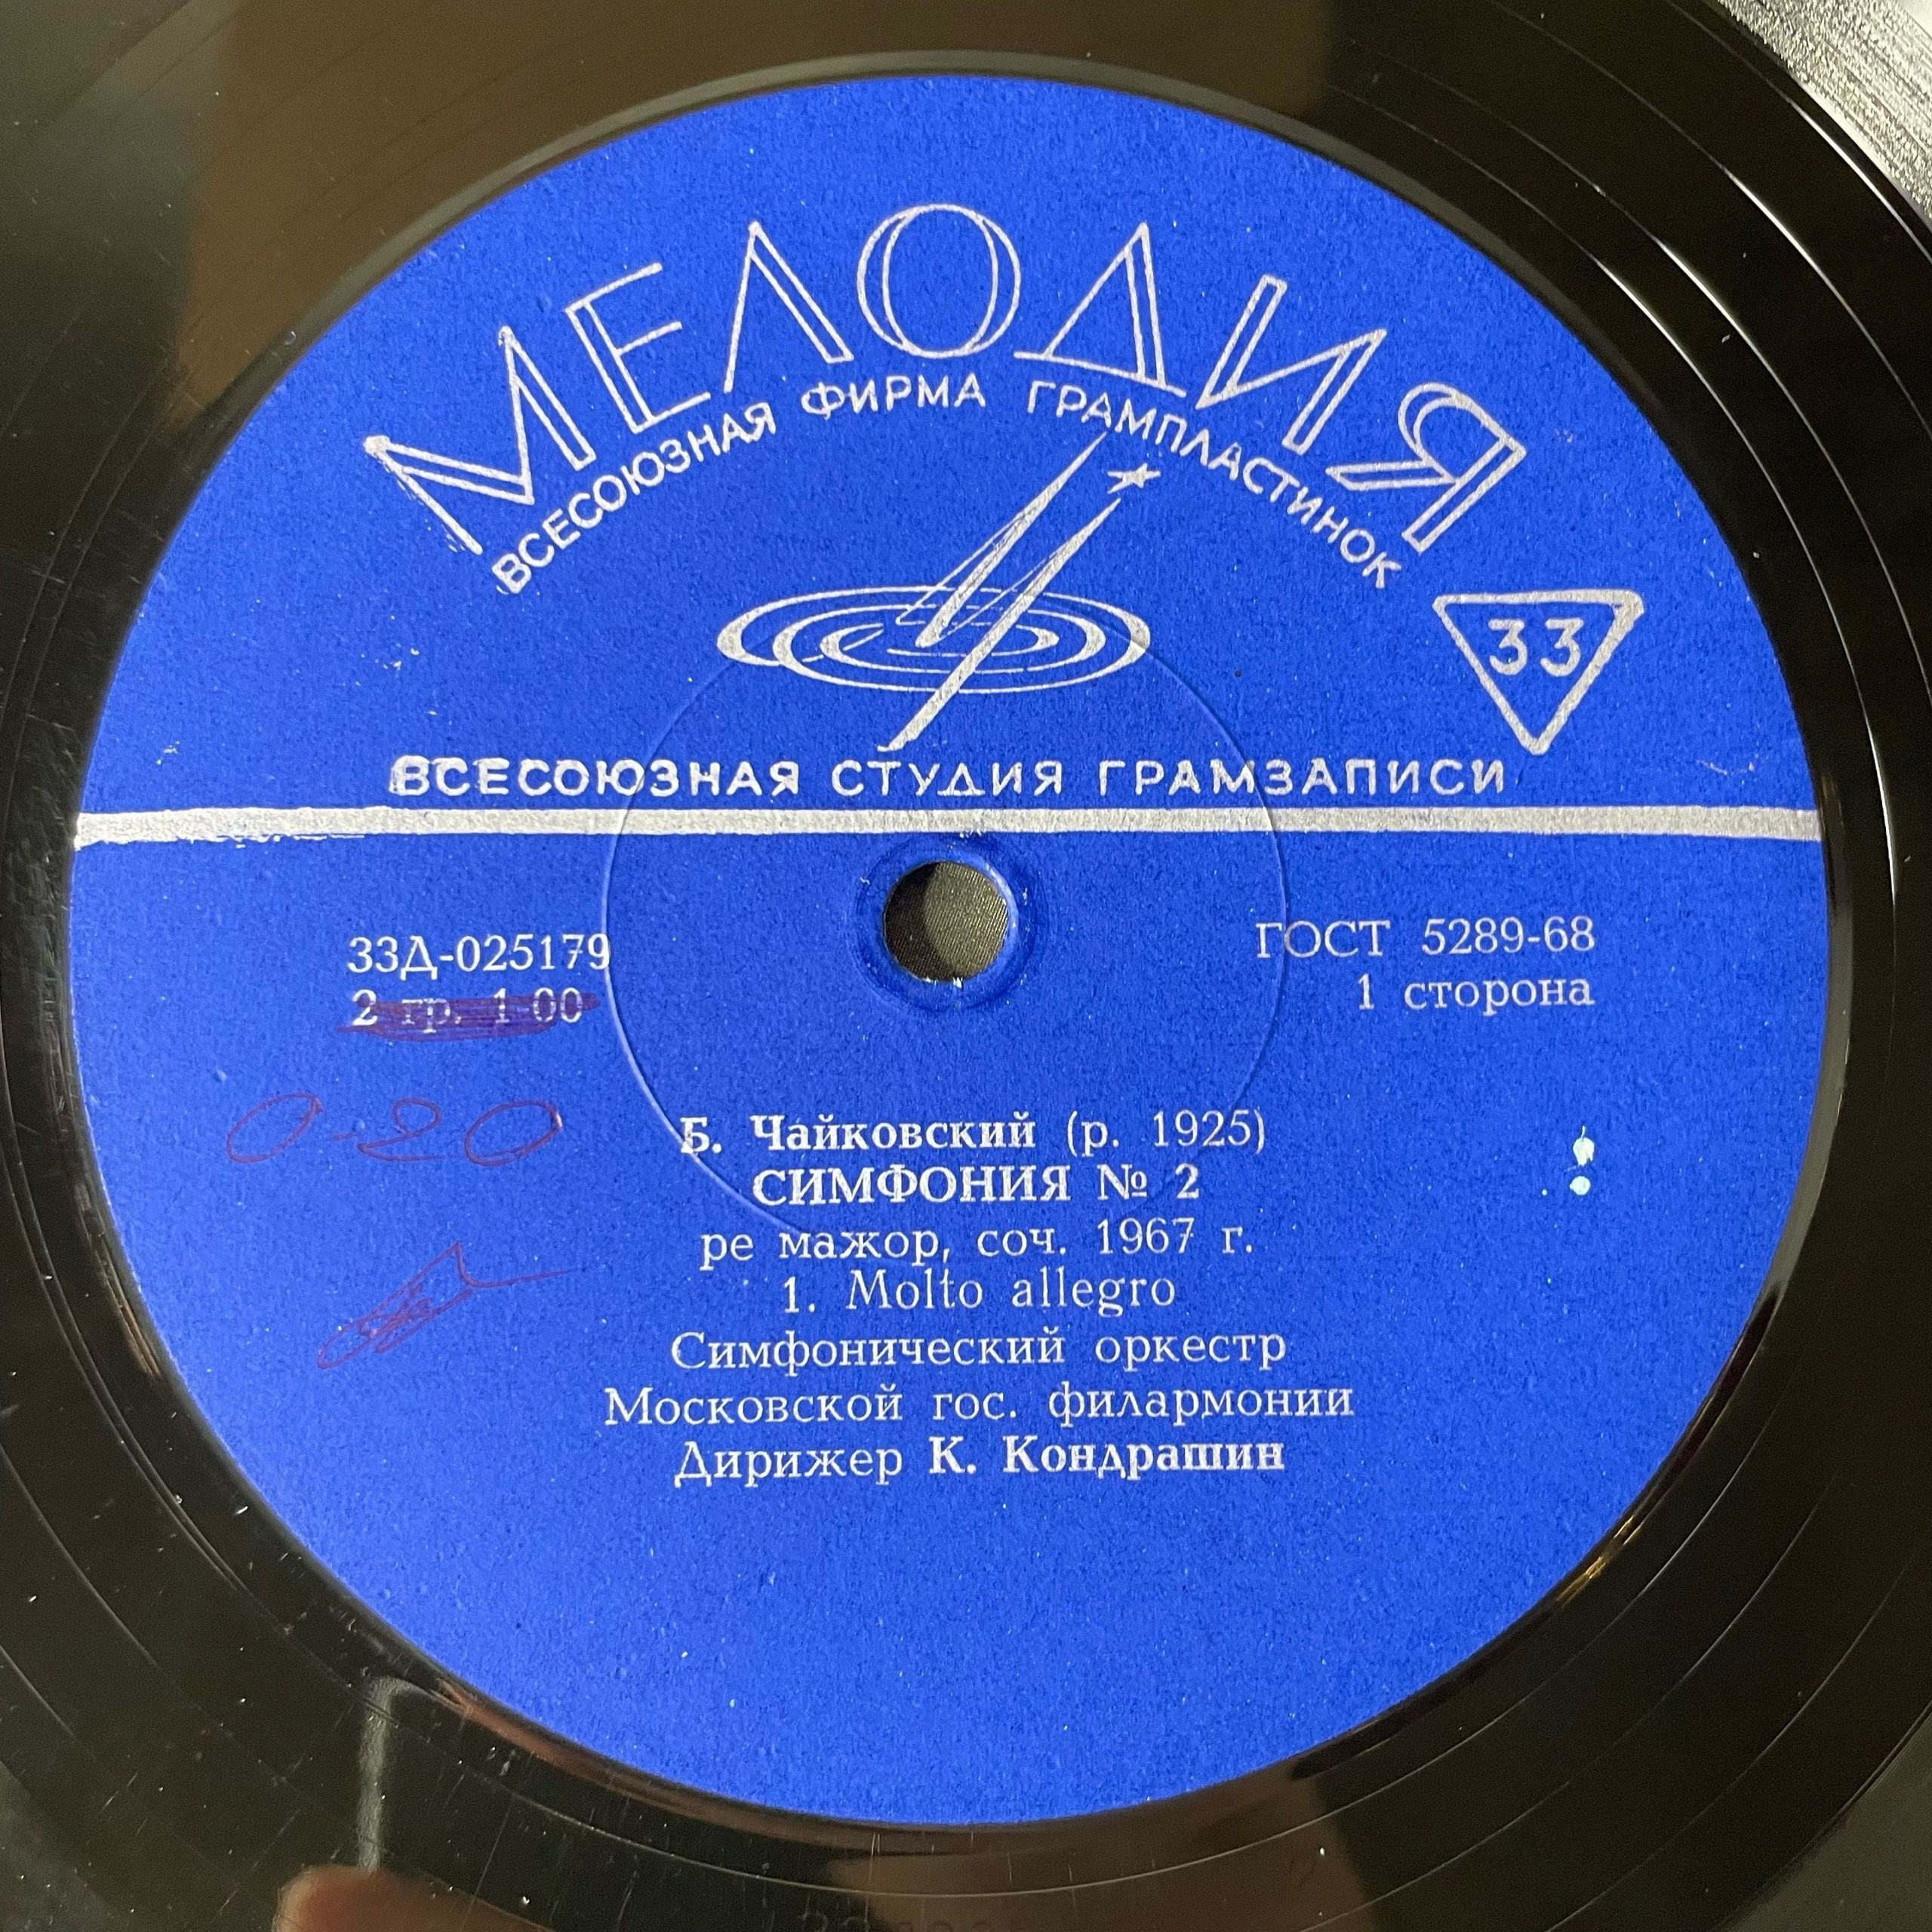 МЕЛОДИЯ
ВСЕСОЮЗНАЯ ФИРМА ГРАМПЛАСТИНОК
33
ВСЕСОЮЗНАЯ СТУДИЯ ГРАМЗАПИСИ
33Д-025179
2 гр. 1-00
0-20
ГОСТ 5289-68
1 сторона
Б. Чайковский (р. 1925)
СИМФОНИЯ № 2
ре мажор, соч. 1967 г.
1. Molto allegro
Симфонический оркестр
Московской гос. филармонии
Дирижер К. Кондрашин